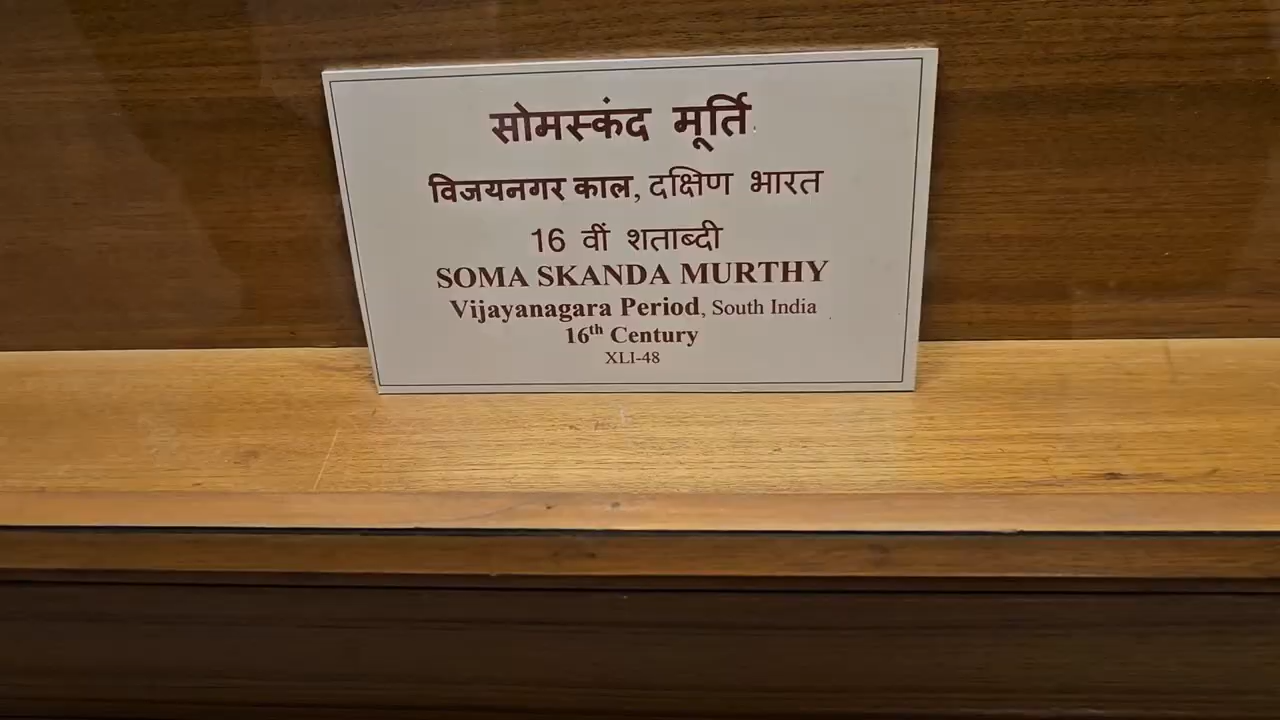 सोमस्कंद मूर्ति
विजयनगर काल, दक्षिण भारत
16 वीं शताब्दी
SOMA SKANDA MURTHY
Vijayanagara Period, South India
16th Century
XLI-48